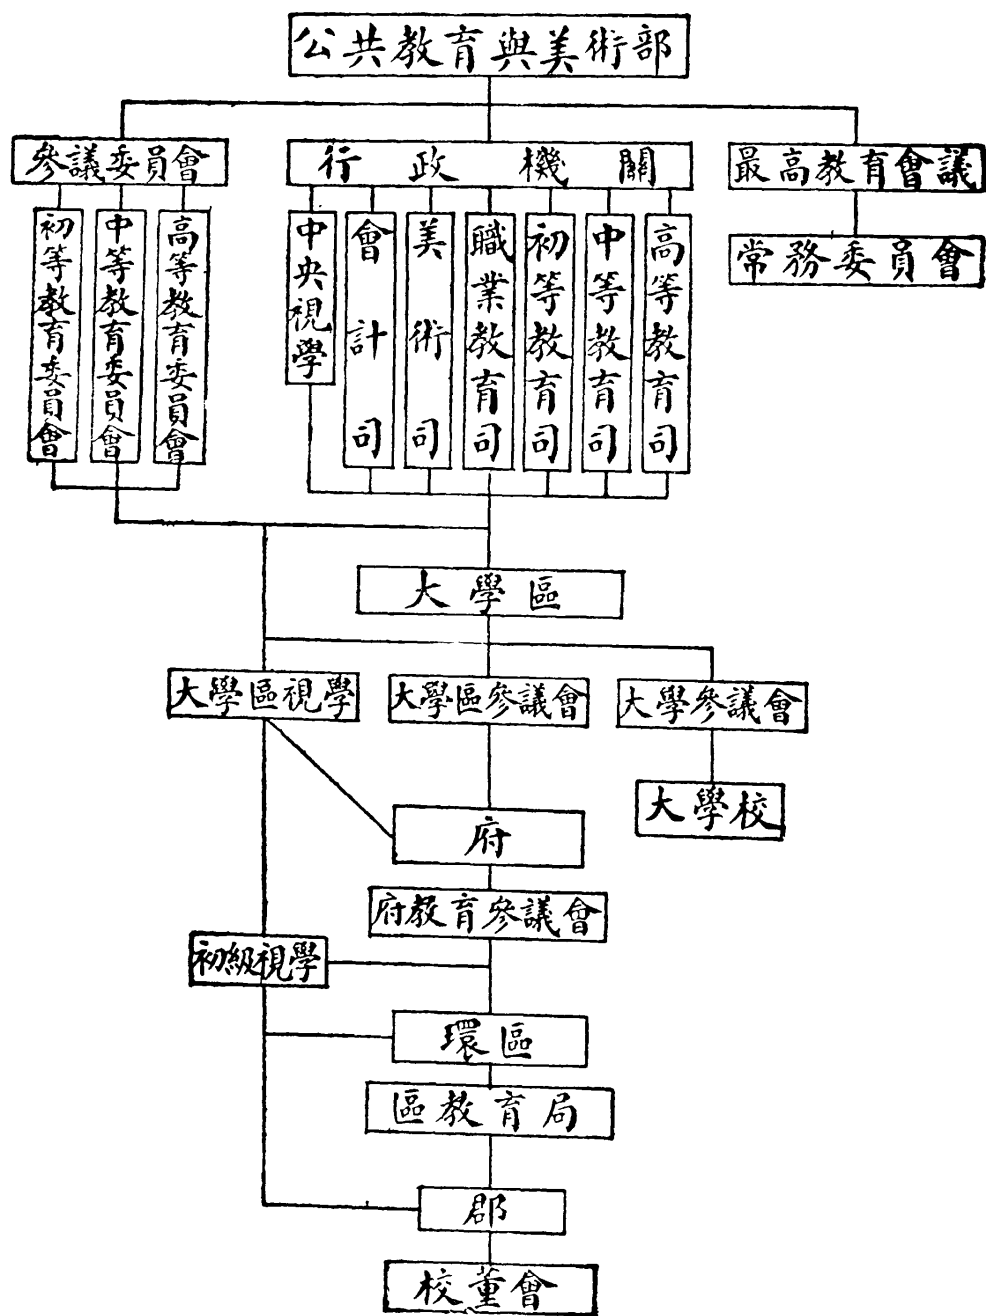 公共教育與美術部
參議委員會
行政機關
最高教育會議
常務委員會
初等教育委員會
中等教育委員會
高等教育委員會
中央視學
會計司
美術司
職業教育司
初等教育司
中等教育司
高等教育司
大學區
大學區視學
大學區參議會
大學參議會
大學校
府
府教育參議會
初級視學
環區
區教育局
郡
校董會